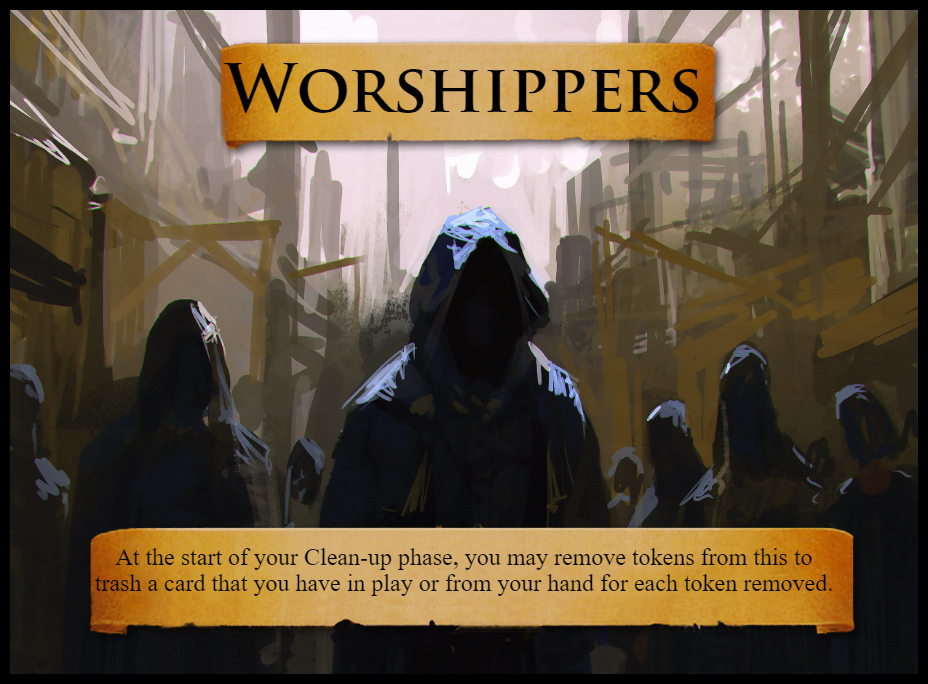 Worshippers
At the start of your Clean-up phase, you may remove tokens from this to
trash a card that you have in play or from your hand for each token removed.